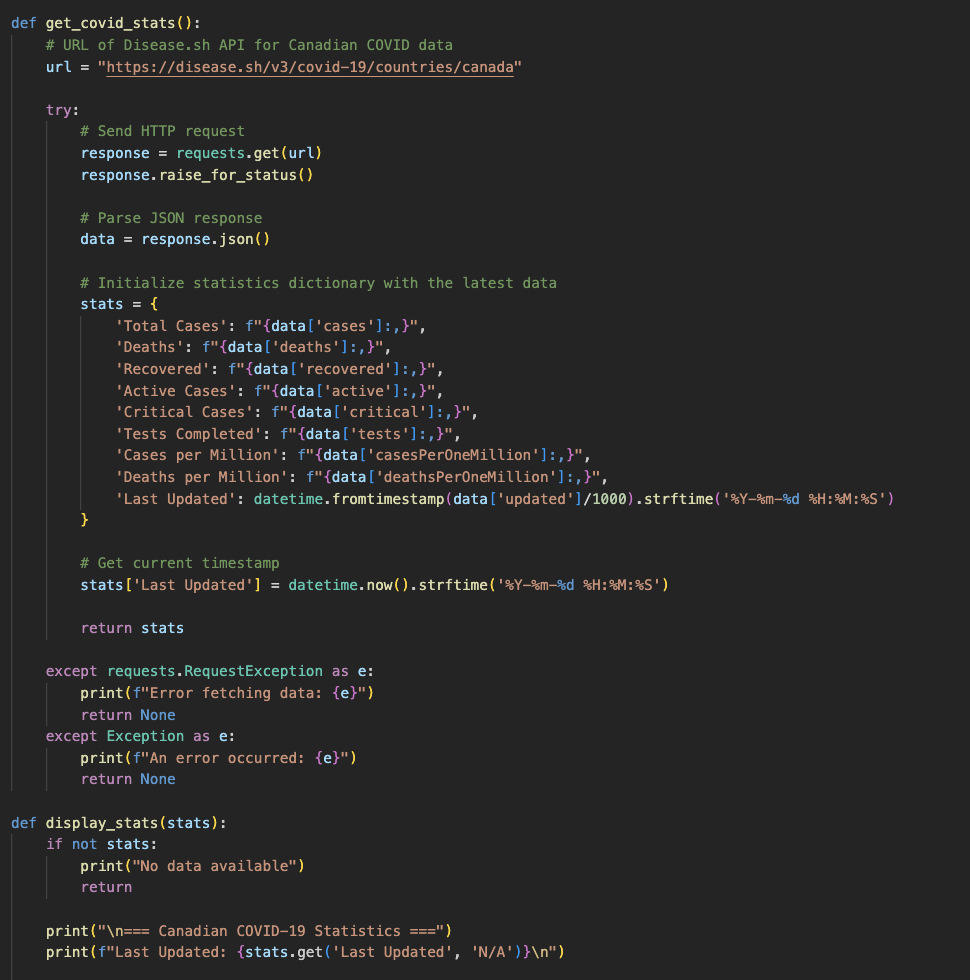 def get_covid_stats():
    # URL of Disease.sh API for Canadian COVID data
    url = "https://disease.sh/v3/covid-19/countries/canada"

    try:
        # Send HTTP request
        response = requests.get(url)
        response.raise_for_status()

        # Parse JSON response
        data = response.json()

        # Initialize statistics dictionary with the latest data
        stats = {
            'Total Cases': f"{data['cases']:,}",
            'Deaths': f"{data['deaths']:,}",
            'Recovered': f"{data['recovered']:,}",
            'Active Cases': f"{data['active']:,}",
            'Critical Cases': f"{data['critical']:,}",
            'Tests Completed': f"{data['tests']:,}",
            'Cases per Million': f"{data['casesPerOneMillion']:,}",
            'Deaths per Million': f"{data['deathsPerOneMillion']:,}",
            'Last Updated': datetime.fromtimestamp(data['updated']/1000).strftime('%Y-%m-%d %H:%M:%S')
        }

        # Get current timestamp
        stats['Last Updated'] = datetime.now().strftime('%Y-%m-%d %H:%M:%S')

        return stats

    except requests.RequestException as e:
        print(f"Error fetching data: {e}")
        return None
    except Exception as e:
        print(f"An error occurred: {e}")
        return None

def display_stats(stats):
    if not stats:
        print("No data available")
        return

    print("\n=== Canadian COVID-19 Statistics ===")
    print(f"Last Updated: {stats.get('Last Updated', 'N/A')}\n")